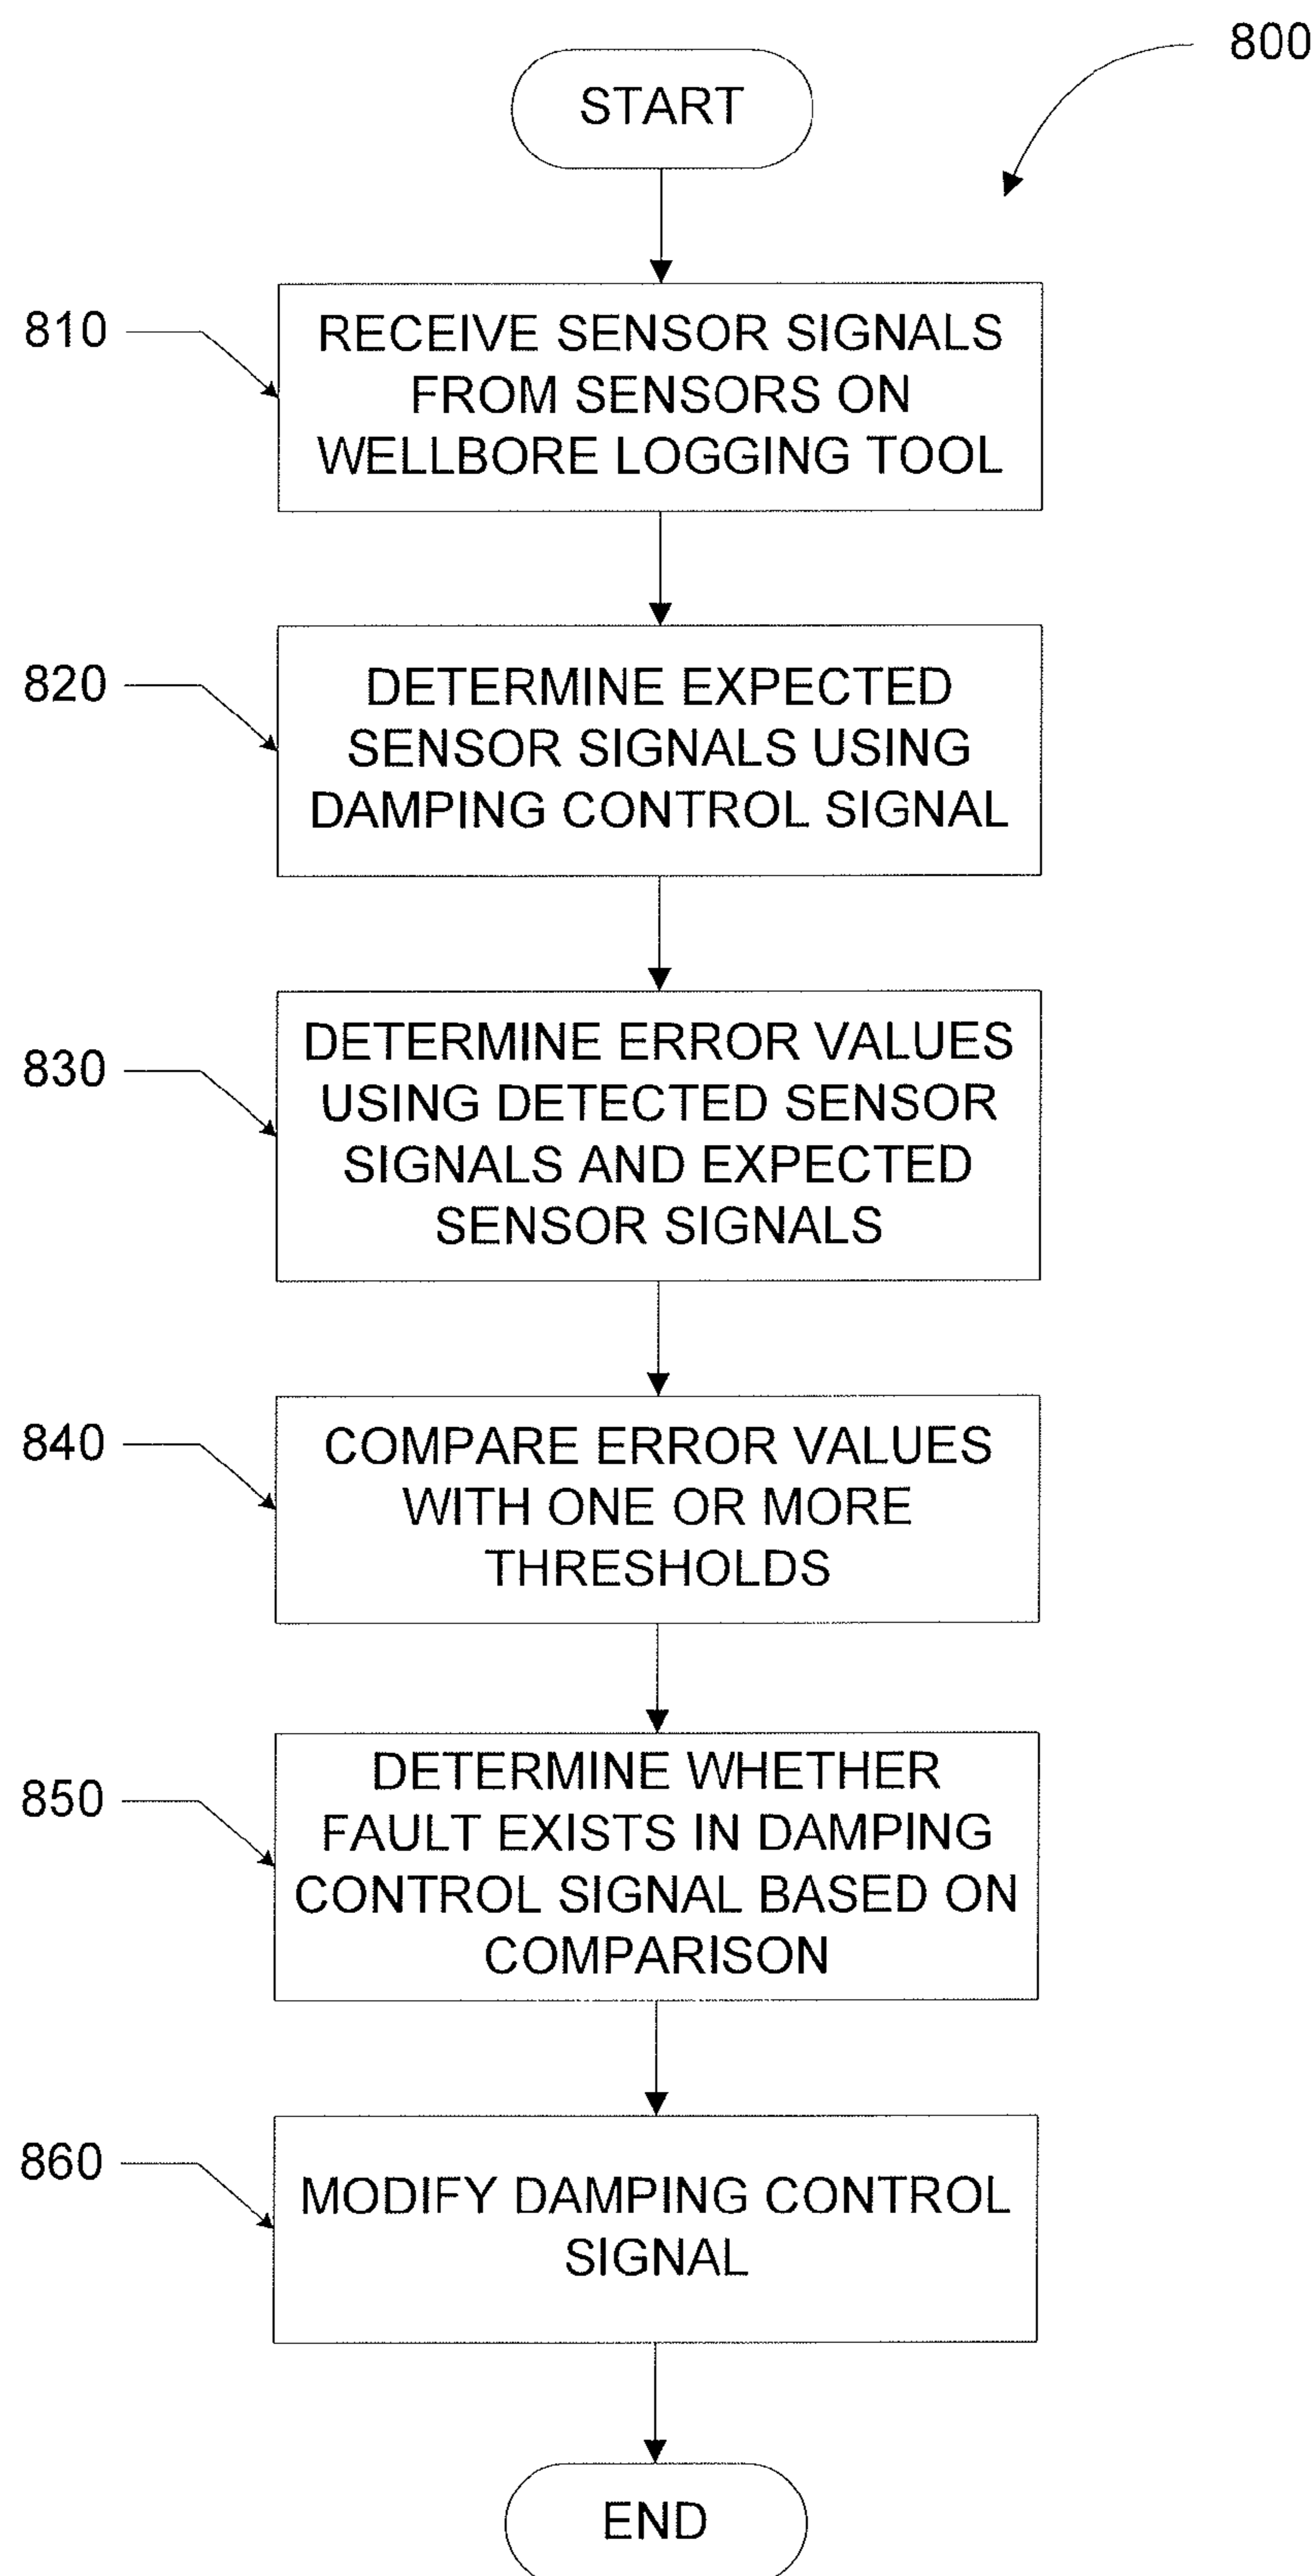 800
START
810
RECEIVE SENSOR SIGNALS
FROM SENSORS ON
WELLBORE LOGGING TOOL
820
DETERMINE EXPECTED
SENSOR SIGNALS USING
DAMPING CONTROL SIGNAL
830
DETERMINE ERROR VALUES
USING DETECTED SENSOR
SIGNALS AND EXPECTED
SENSOR SIGNALS
840
COMPARE ERROR VALUES
WITH ONE OR MORE
THRESHOLDS
850
DETERMINE WHETHER
FAULT EXISTS IN DAMPING
CONTROL SIGNAL BASED ON
COMPARISON
860
MODIFY DAMPING CONTROL
SIGNAL
END